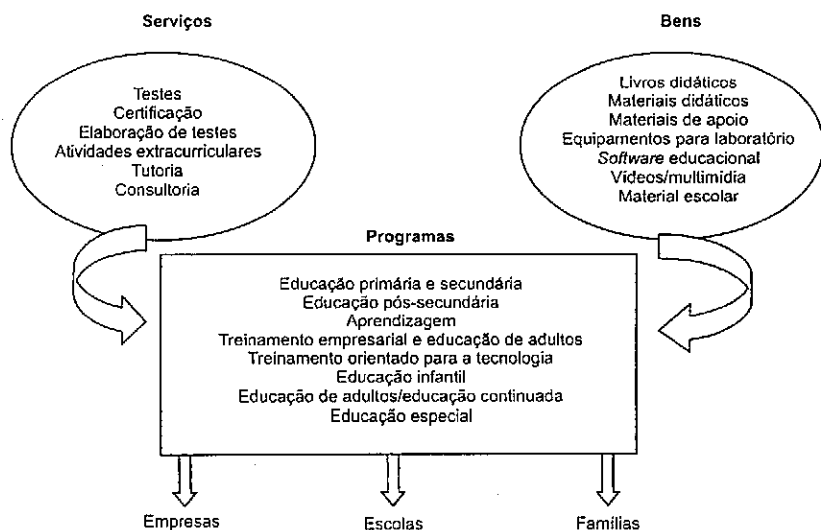 Serviços
Bens
Testes
Certificação
Elaboração de testes
Atividades extracurriculares
Tutoria
Consultoria
Livros didáticos
Materiais didáticos
Materiais de apoio
Equipamentos para laboratório
Software educacional
Vídeos/multimídia
Material escolar
Programas
Educação primária e secundária
Educação pós-secundária
Aprendizagem
Treinamento empresarial e educação de adultos
Treinamento orientado para a tecnologia
Educação infantil
Educação de adultos/educação continuada
Educação especial
Empresas
Escolas
Famílias